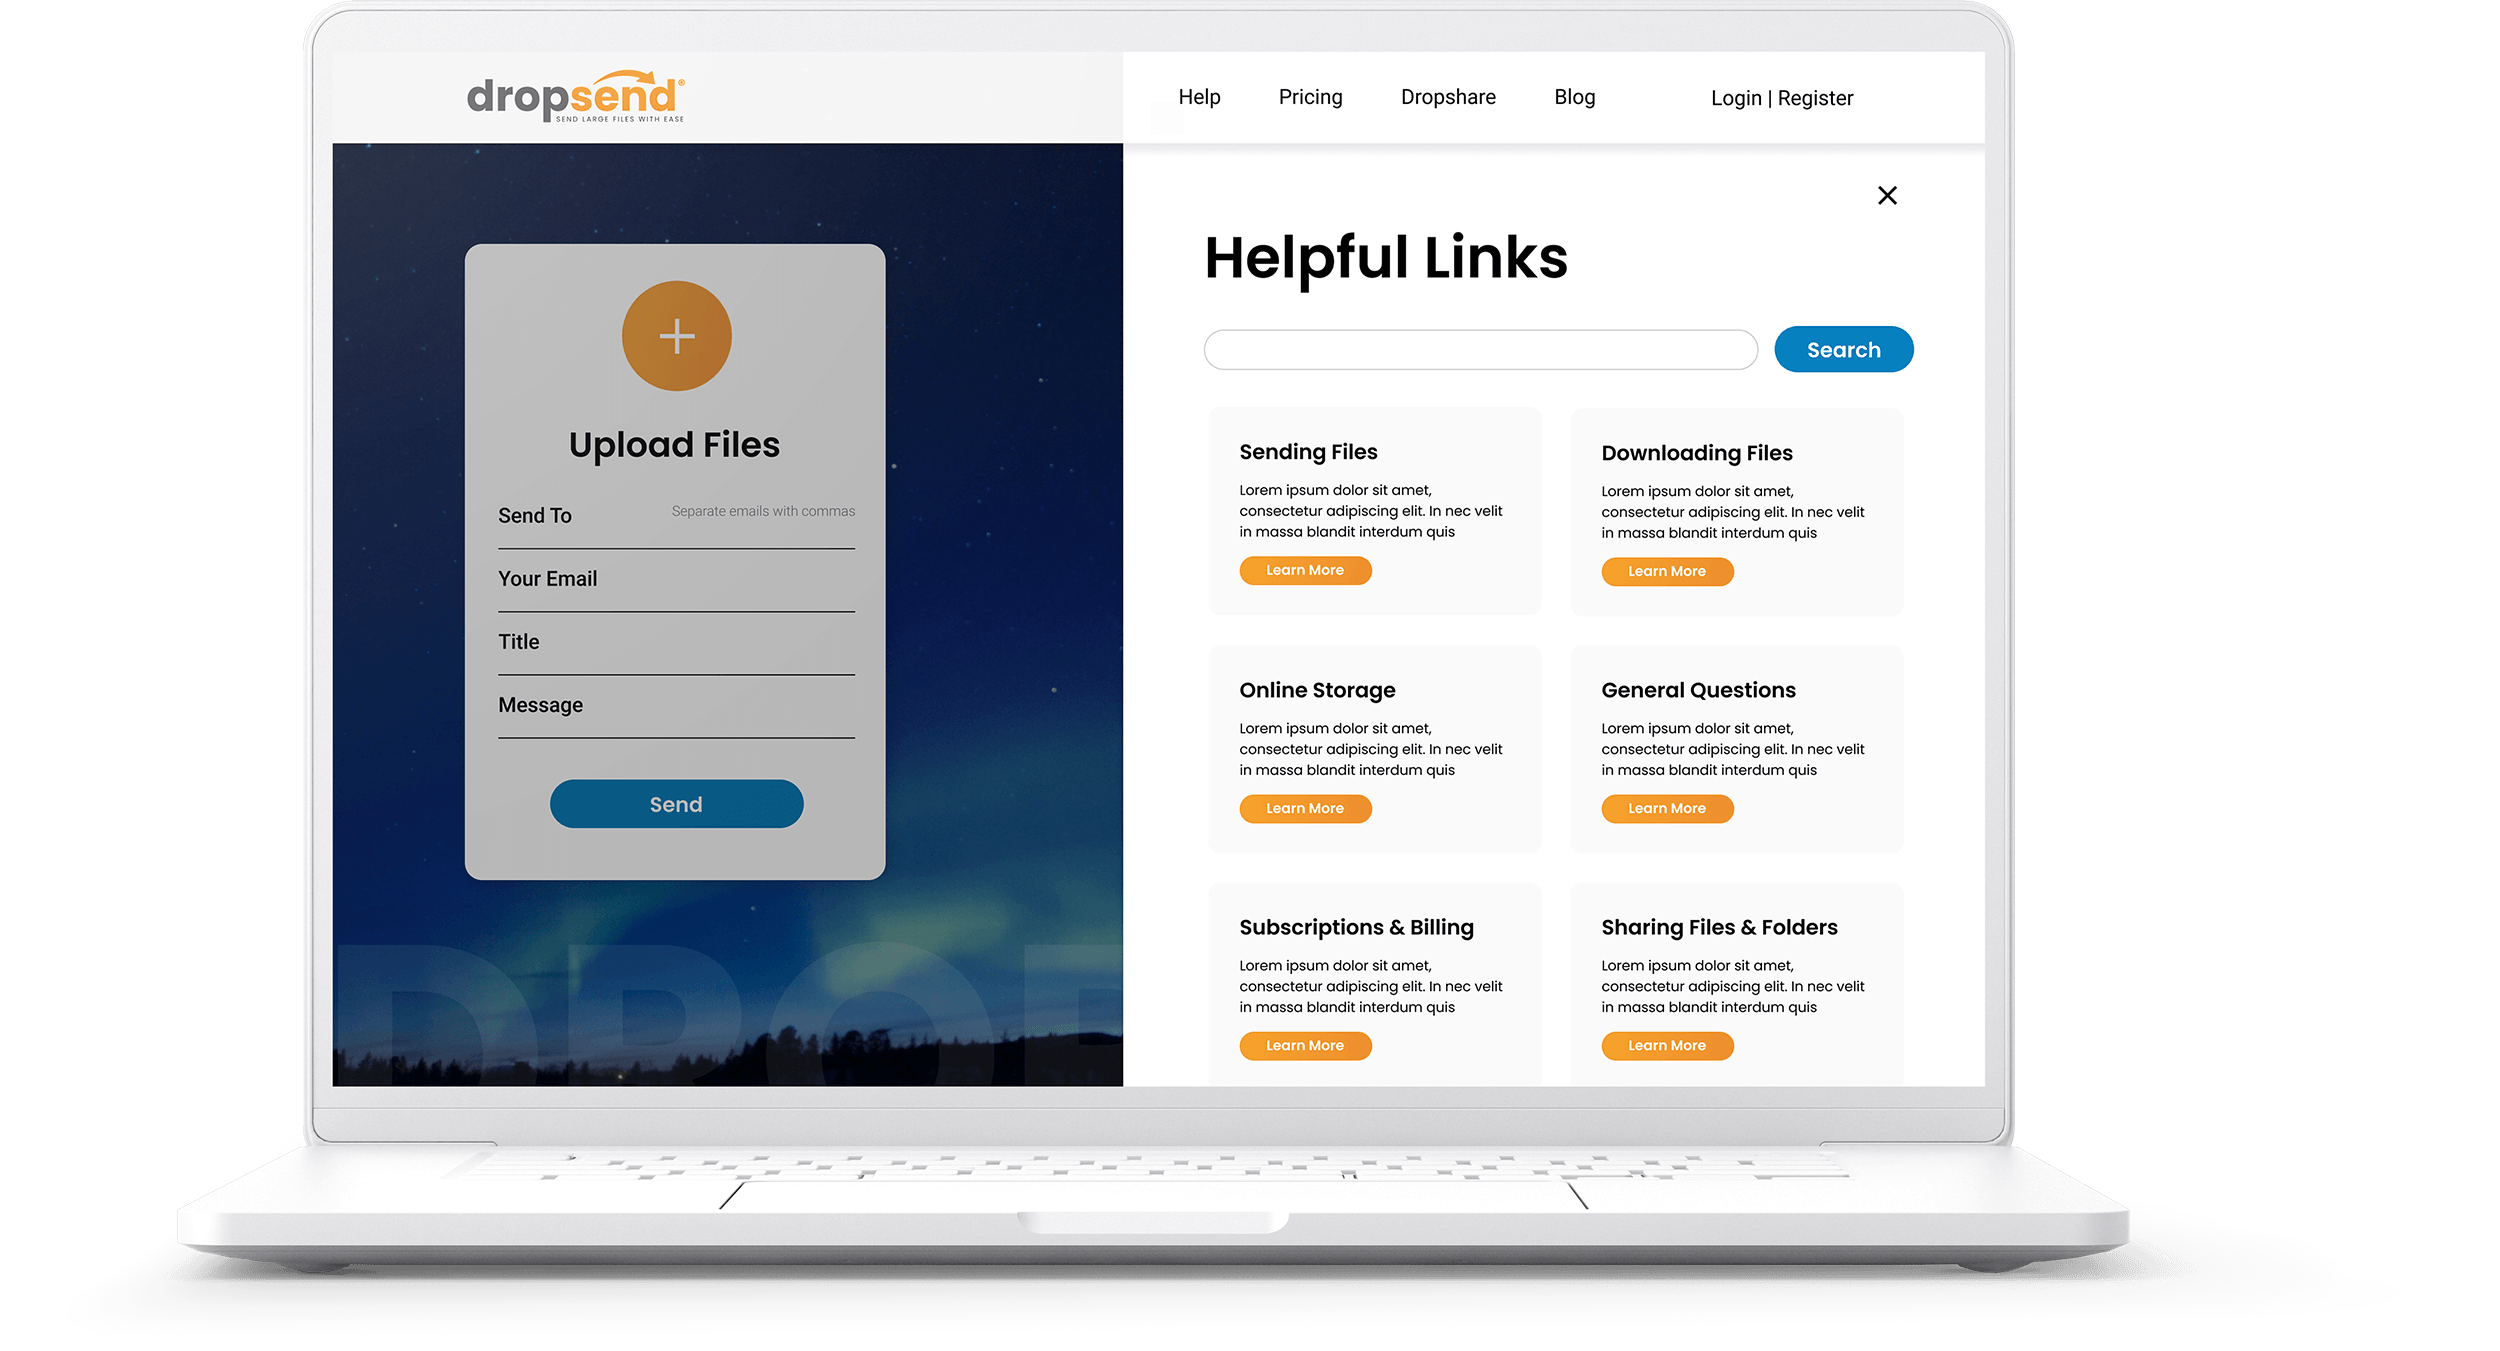 dropsend®
SEND LARGE FILES WITH EASE
Help
Pricing
Dropshare
Blog
Login | Register
Upload Files
Send To
Separate emails with commas
Your Email
Title
Message
Send
DROP
Helpful Links
Search
Sending Files
Lorem ipsum dolor sit amet,
consectetur adipiscing elit. In nec velit
in massa blandit interdum quis
Learn More
Downloading Files
Lorem ipsum dolor sit amet,
consectetur adipiscing elit. In nec velit
in massa blandit interdum quis
Learn More
Online Storage
Lorem ipsum dolor sit amet,
consectetur adipiscing elit. In nec velit
in massa blandit interdum quis
Learn More
General Questions
Lorem ipsum dolor sit amet,
consectetur adipiscing elit. In nec velit
in massa blandit interdum quis
Learn More
Subscriptions & Billing
Lorem ipsum dolor sit amet,
consectetur adipiscing elit. In nec velit
in massa blandit interdum quis
Learn More
Sharing Files & Folders
Lorem ipsum dolor sit amet,
consectetur adipiscing elit. In nec velit
in massa blandit interdum quis
Learn More